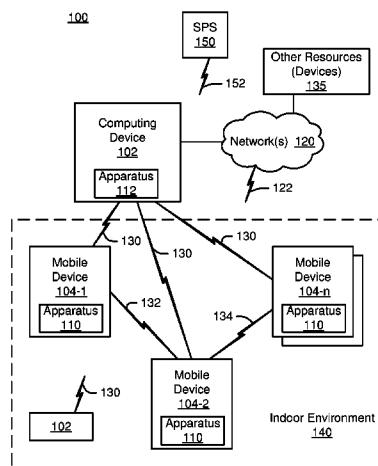 100
SPS
150
152
Other Resources
(Devices)
135
Computing
Device
102
Apparatus
112
Network(s) 120
122
130
130
130
Mobile
Device
104-1
Apparatus
110
132
134
Mobile
Device
104-n
Apparatus
110
Mobile
Device
104-2
Apparatus
110
130
102
Indoor Environment
140